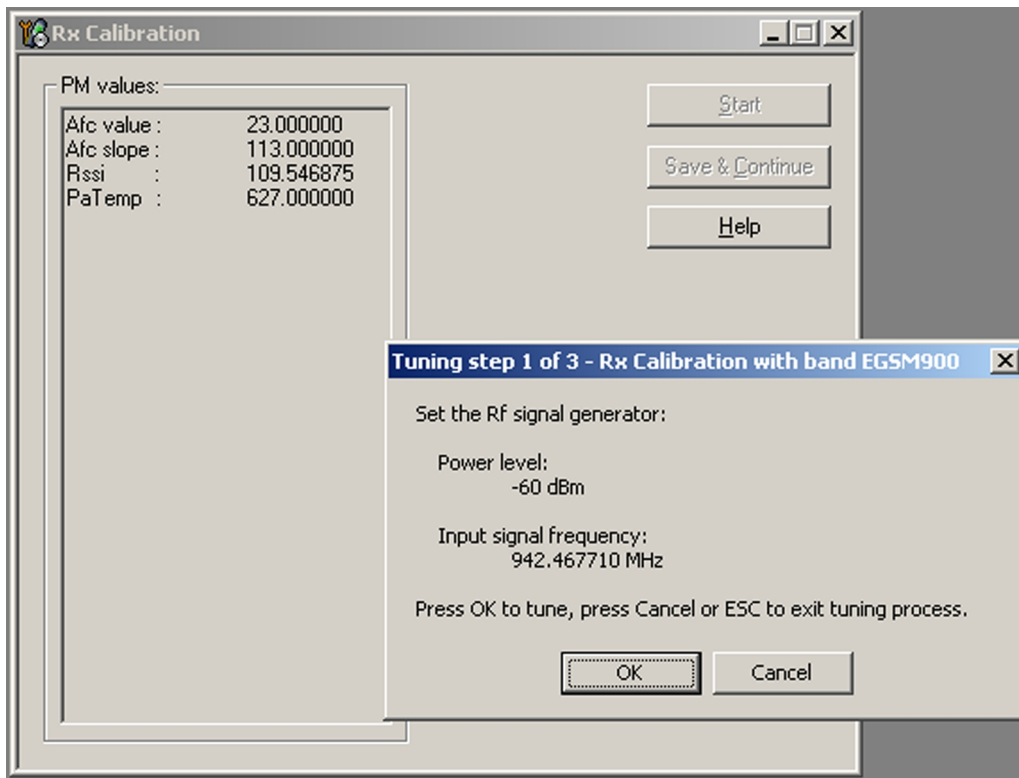 Rx Calibration
PM values:
Afc value : 23.000000
Afc slope : 113.000000
Rssi : 109.546875
PaTemp : 627.000000
Start
Save & Continue
Help
Tuning step 1 of 3 - Rx Calibration with band EGSM900
Set the Rf signal generator:
Power level:
-60 dBm
Input signal frequency:
942.467710 MHz
Press OK to tune, press Cancel or ESC to exit tuning process.
OK
Cancel